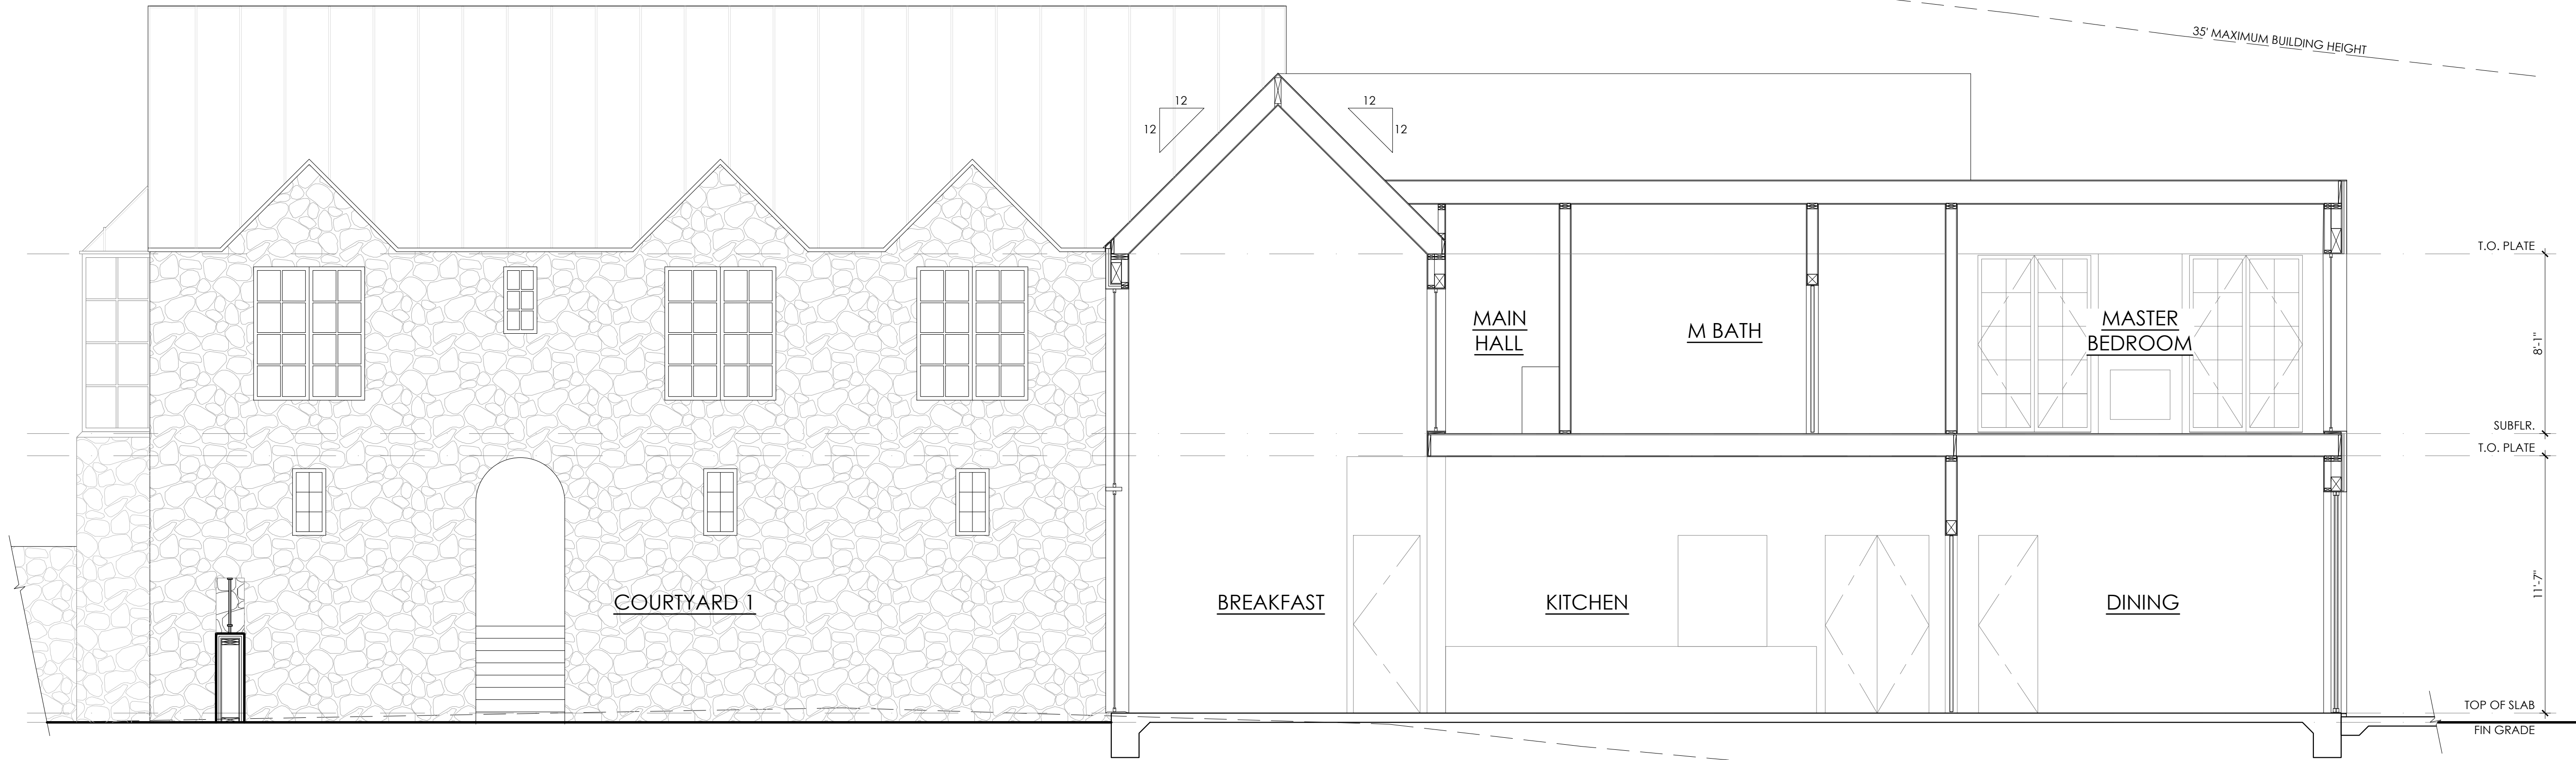 35' MAXIMUM BUILDING HEIGHT
12
12
12
12
T.O. PLATE
MAIN
HALL
M BATH
MASTER
BEDROOM
8'-1"
SUBFLR.
T.O. PLATE
COURTYARD 1
BREAKFAST
KITCHEN
DINING
11'-7"
TOP OF SLAB
FIN GRADE